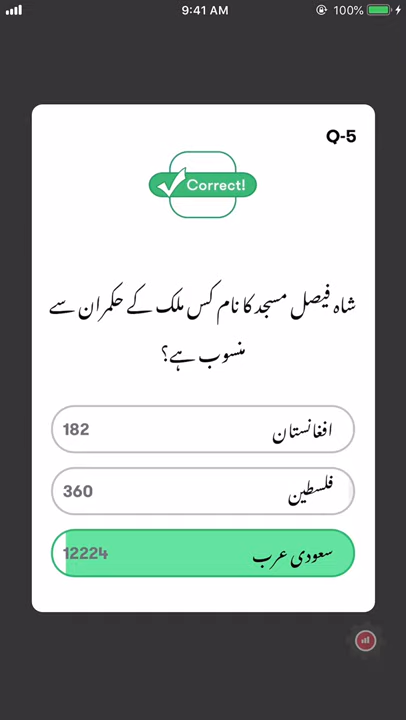 9:41 AM
100%
Q-5
Correct!
شاہ فیصل مسجد کا نام کس ملک کے حکمران سے
منسوب ہے؟
افغانستان 182
فلسطین 360
سعودی عرب 12224